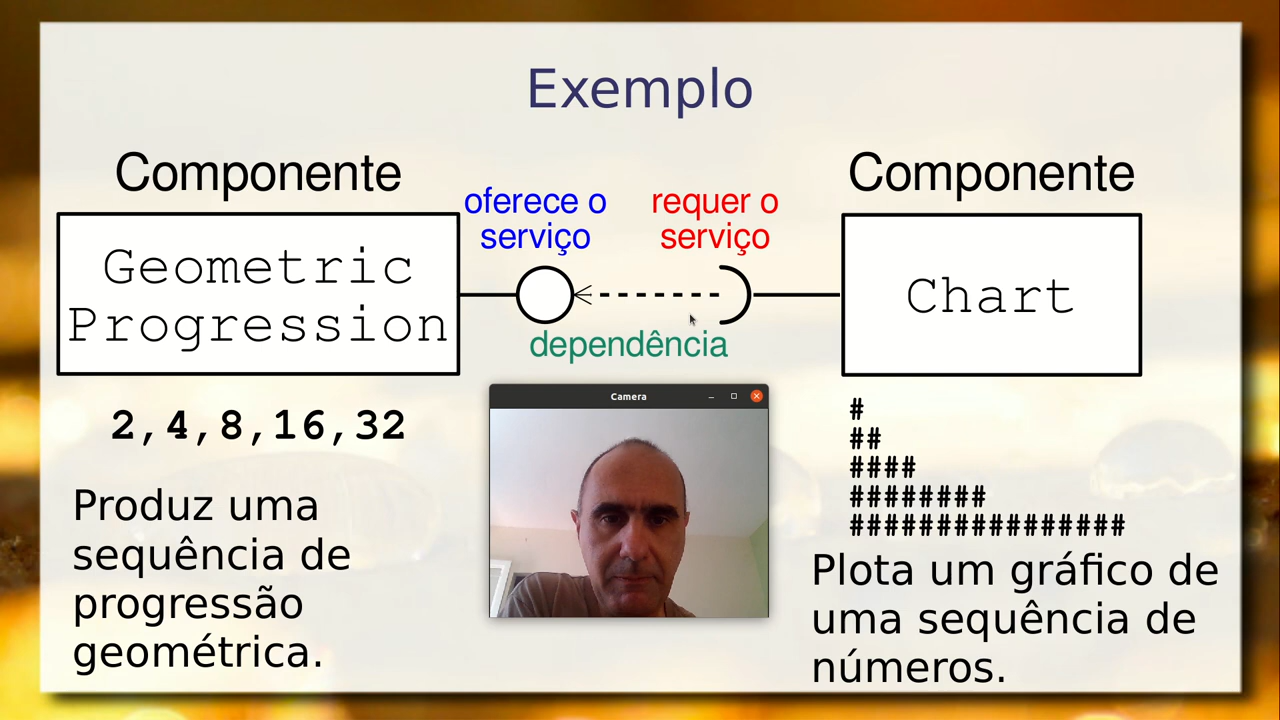 Exemplo
Componente
oferece o
serviço
requer o
serviço
Componente
Geometric
Progression
Chart
dependência
2,4,8,16,32
Produz uma
sequência de
progressão
geométrica.
Camera
#
##
####
########
################
Plota um gráfico de
uma sequência de
números.